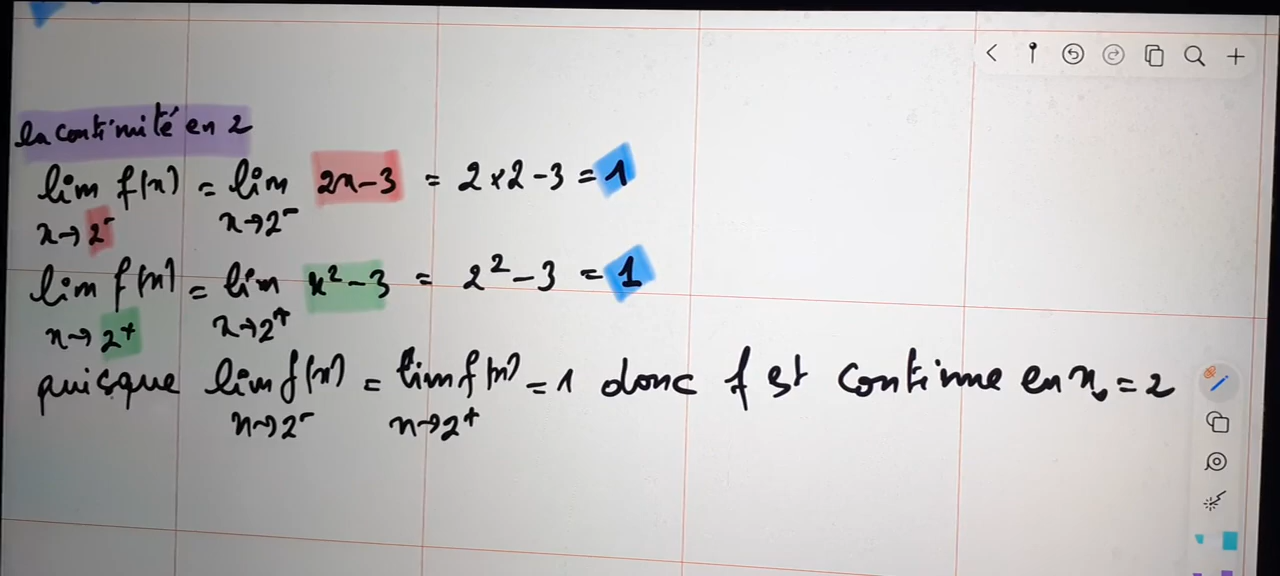 la continuité en 2
lim f(x) = lim 2x-3 = 2×2-3 = 1
x→2⁻ x→2⁻
lim f(x) = lim x²-3 = 2²-3 = 1
x→2⁺ x→2⁺
puisque lim f(x) = lim f(x) = 1 donc f est continue en x₀ = 2
x→2⁻ x→2⁺